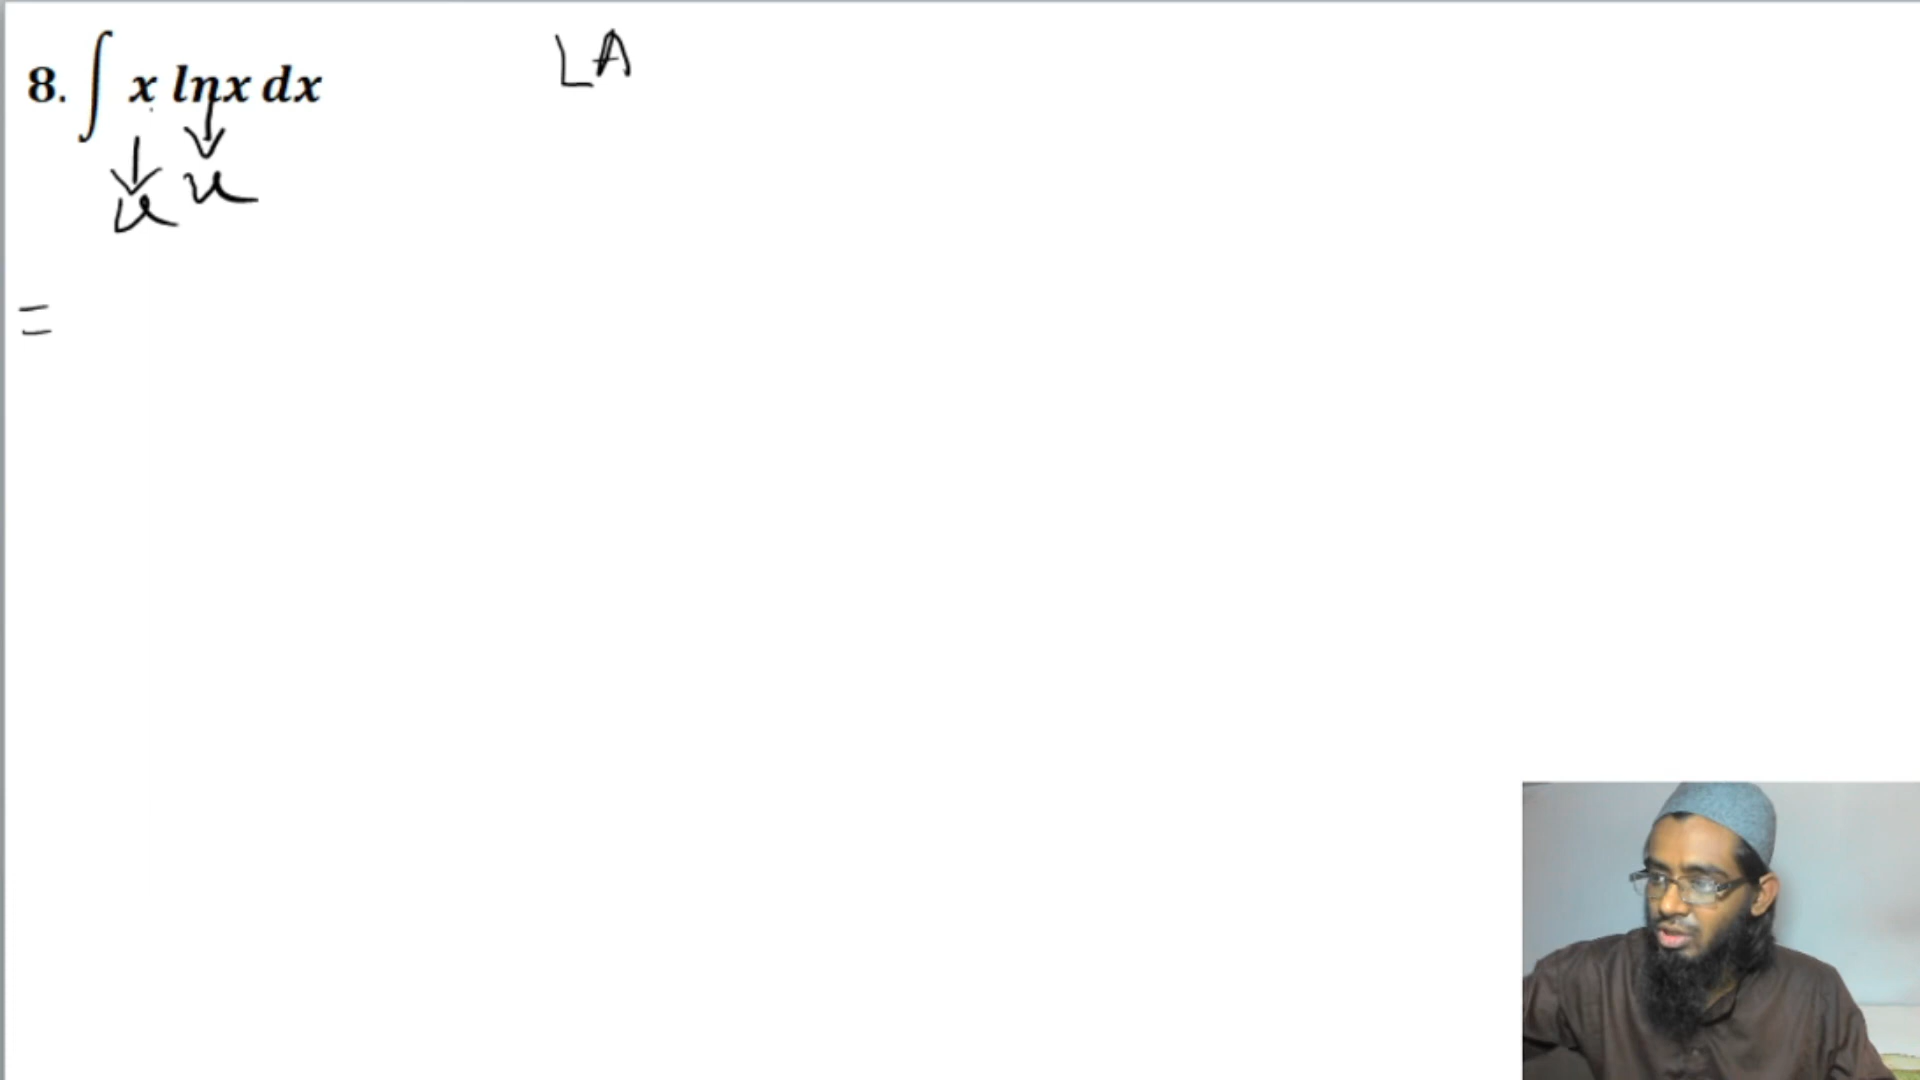 8. ∫ x lnx dx
LA
u u
=